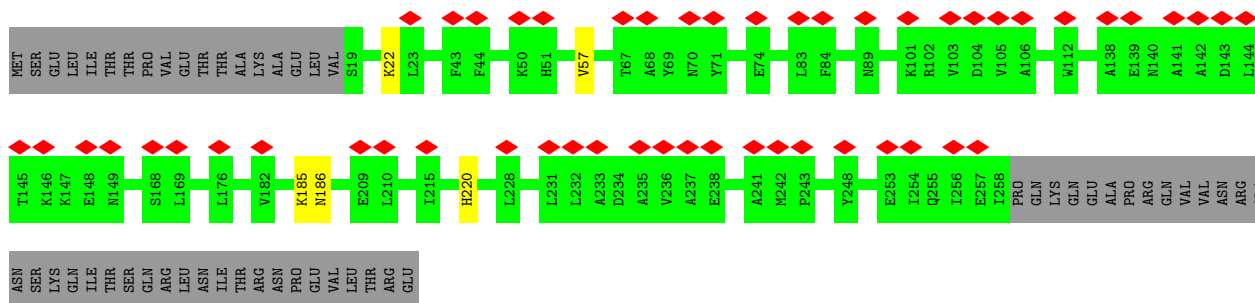 MET SER GLU LEU ILE THR THR PRO VAL GLU THR THR ALA LYS ALA GLU LEU VAL S19 K22 L23 F43 F44 K50 H51 V57 T67 A68 Y69 N70 Y71 E74 L83 F84 N89 K101 R102 V103 D104 V105 A106 W112 A138 E139 N140 A141 A142 D143 L144
T145 K146 K147 E148 N149 S168 L169 L176 V182 K185 N186 E209 L210 I215 H220 L228 L231 L232 A233 D234 A235 V236 A237 E238 A241 M242 P243 Y248 E253 I254 Q255 I256 E257 I258 PRO GLN LYS GLN GLU ALA PRO ARG GLN VAL VAL ASN ARG
ASN SER LYS GLN ILE THR SER GLN ARG LEU ASN ILE THR ARG ASN PRO GLU VAL LEU THR ARG GLU